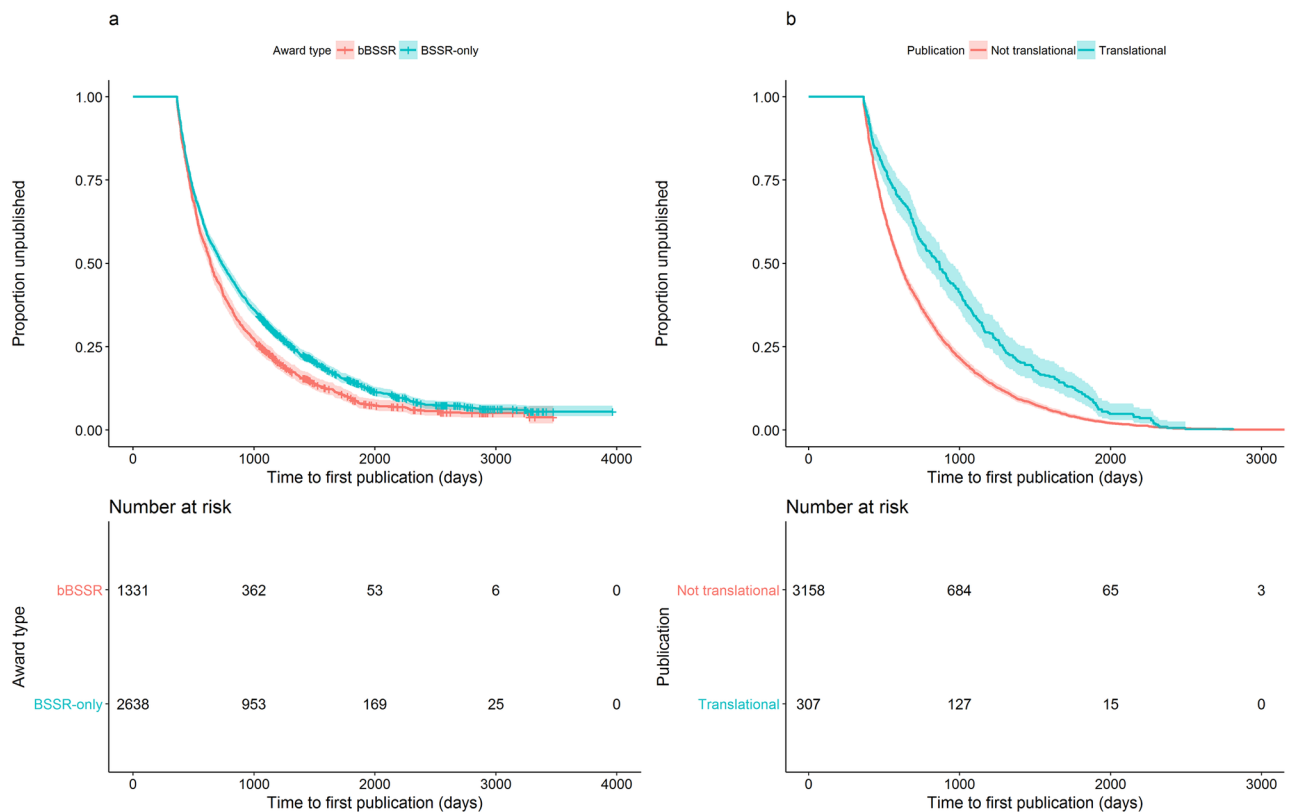 a
Award type bBSSR BSSR-only
1.00
0.75
0.50
0.25
0.00
Proportion unpublished
0 1000 2000 3000 4000
Time to first publication (days)
Number at risk
bBSSR 1331 362 53 6 0
BSSR-only 2638 953 169 25 0
Award type
0 1000 2000 3000 4000
Time to first publication (days)
b
Publication Not translational Translational
1.00
0.75
0.50
0.25
0.00
Proportion unpublished
0 1000 2000 3000
Time to first publication (days)
Number at risk
Not translational 3158 684 65 3
Translational 307 127 15 0
Publication
0 1000 2000 3000
Time to first publication (days)